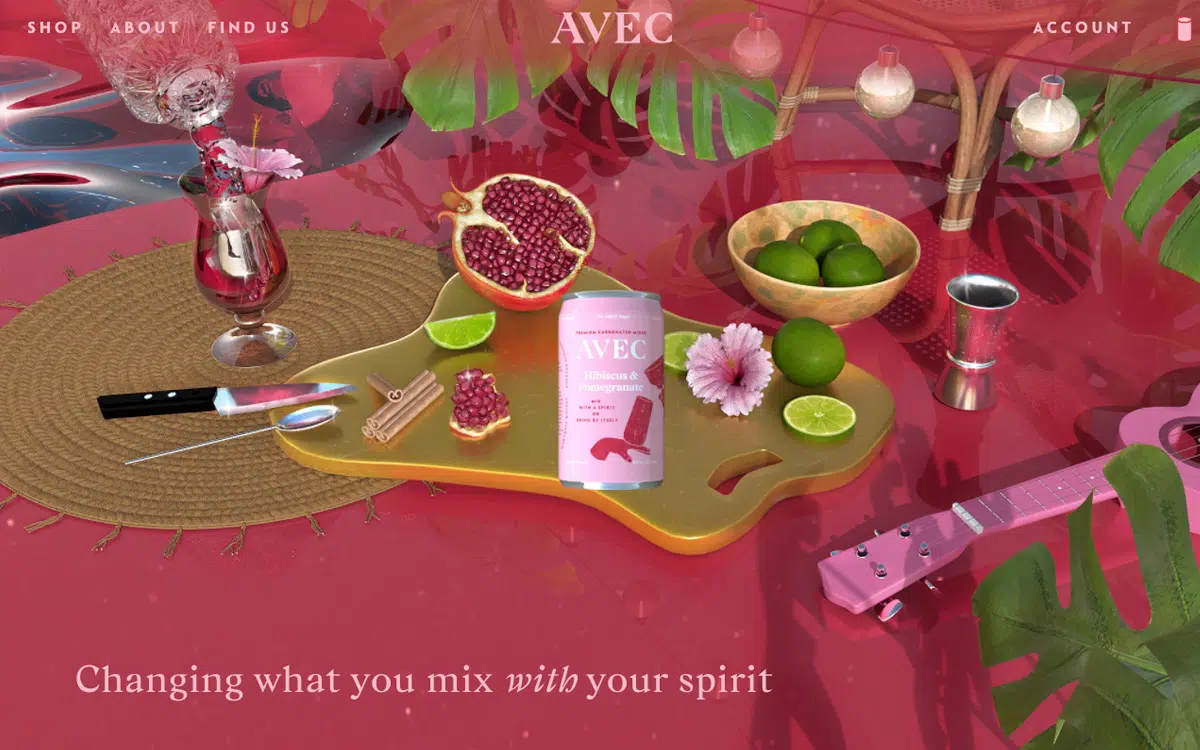 SHOP ABOUT FIND US AVEC ACCOUNT
PREMIUM CARBONATED MIXER
AVEC
Hibiscus &
Pomegranate
MIX
WITH A SPIRIT
OR
DRINK BY ITSELF
Changing what you mix with your spirit